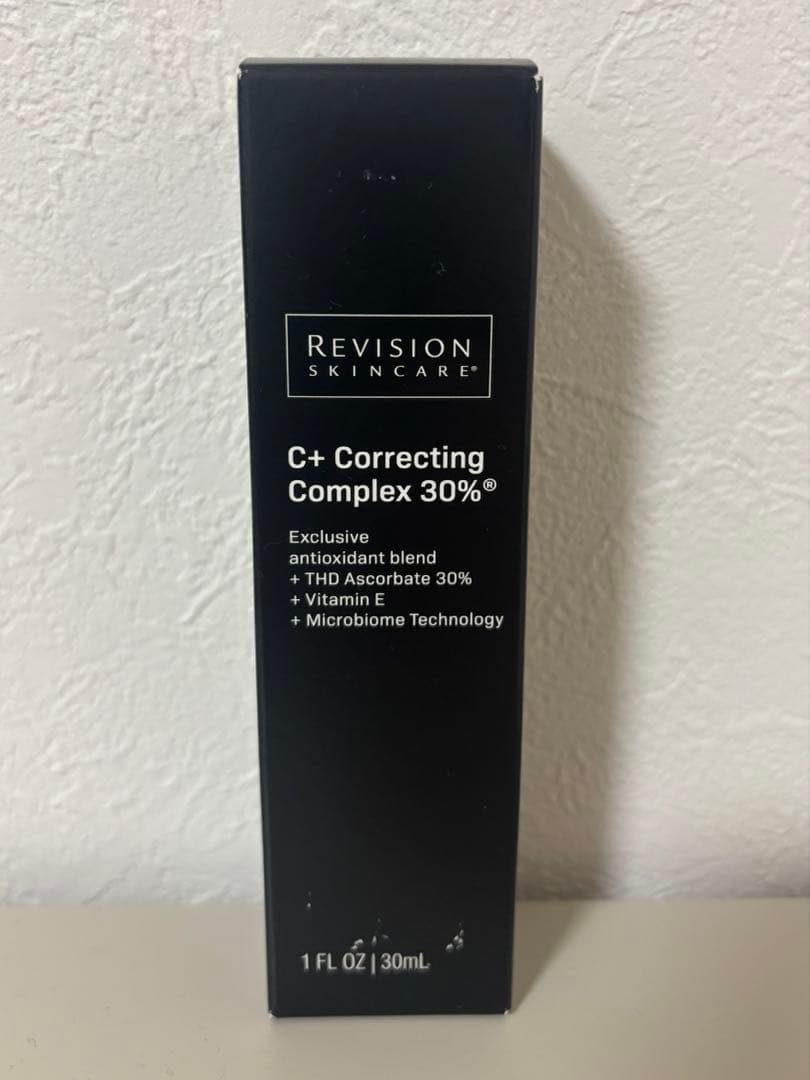 REVISION
SKINCARE®
C+ Correcting
Complex 30%®
Exclusive
antioxidant blend
+ THD Ascorbate 30%
+ Vitamin E
+ Microbiome Technology
1 FL OZ | 30mL